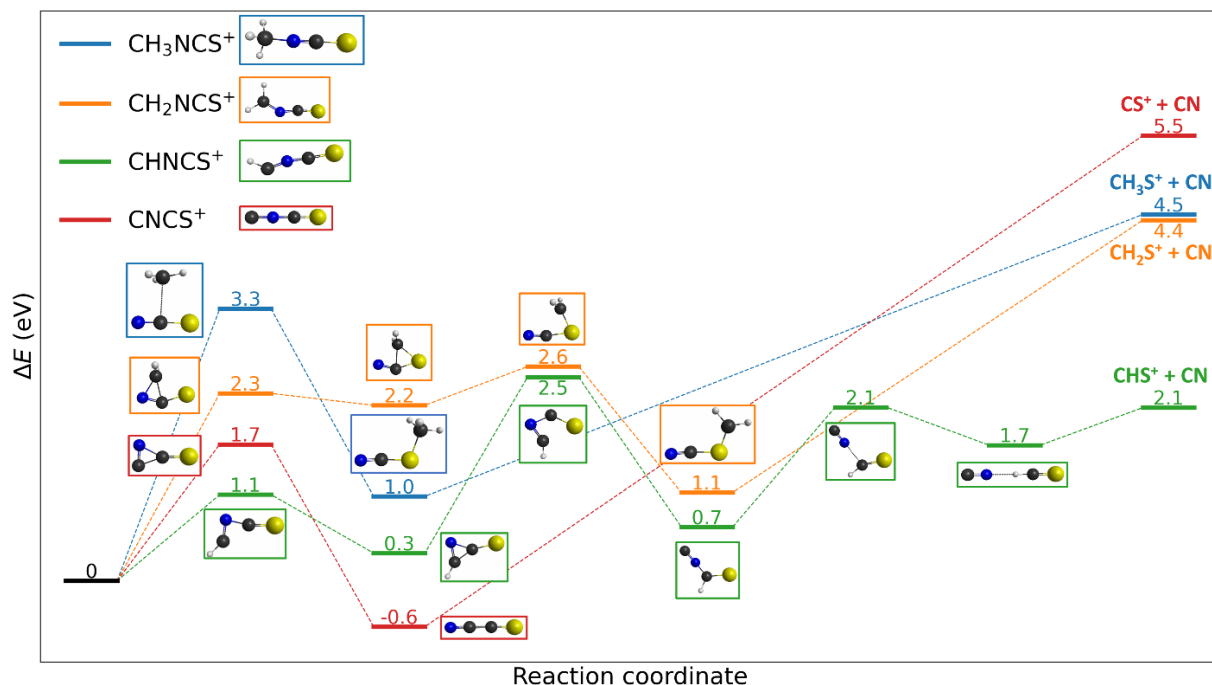 CH₃NCS⁺
CH₂NCS⁺
CHNCS⁺
CNCS⁺
CS⁺ + CN
5.5
CH₃S⁺ + CN
4.5
4.4
CH₂S⁺ + CN
3.3
2.3
2.2
2.6
2.5
CHS⁺ + CN
2.1
2.1
1.7
1.7
1.1
1.0
1.1
0.7
0.3
0
-0.6
ΔE (eV)
Reaction coordinate